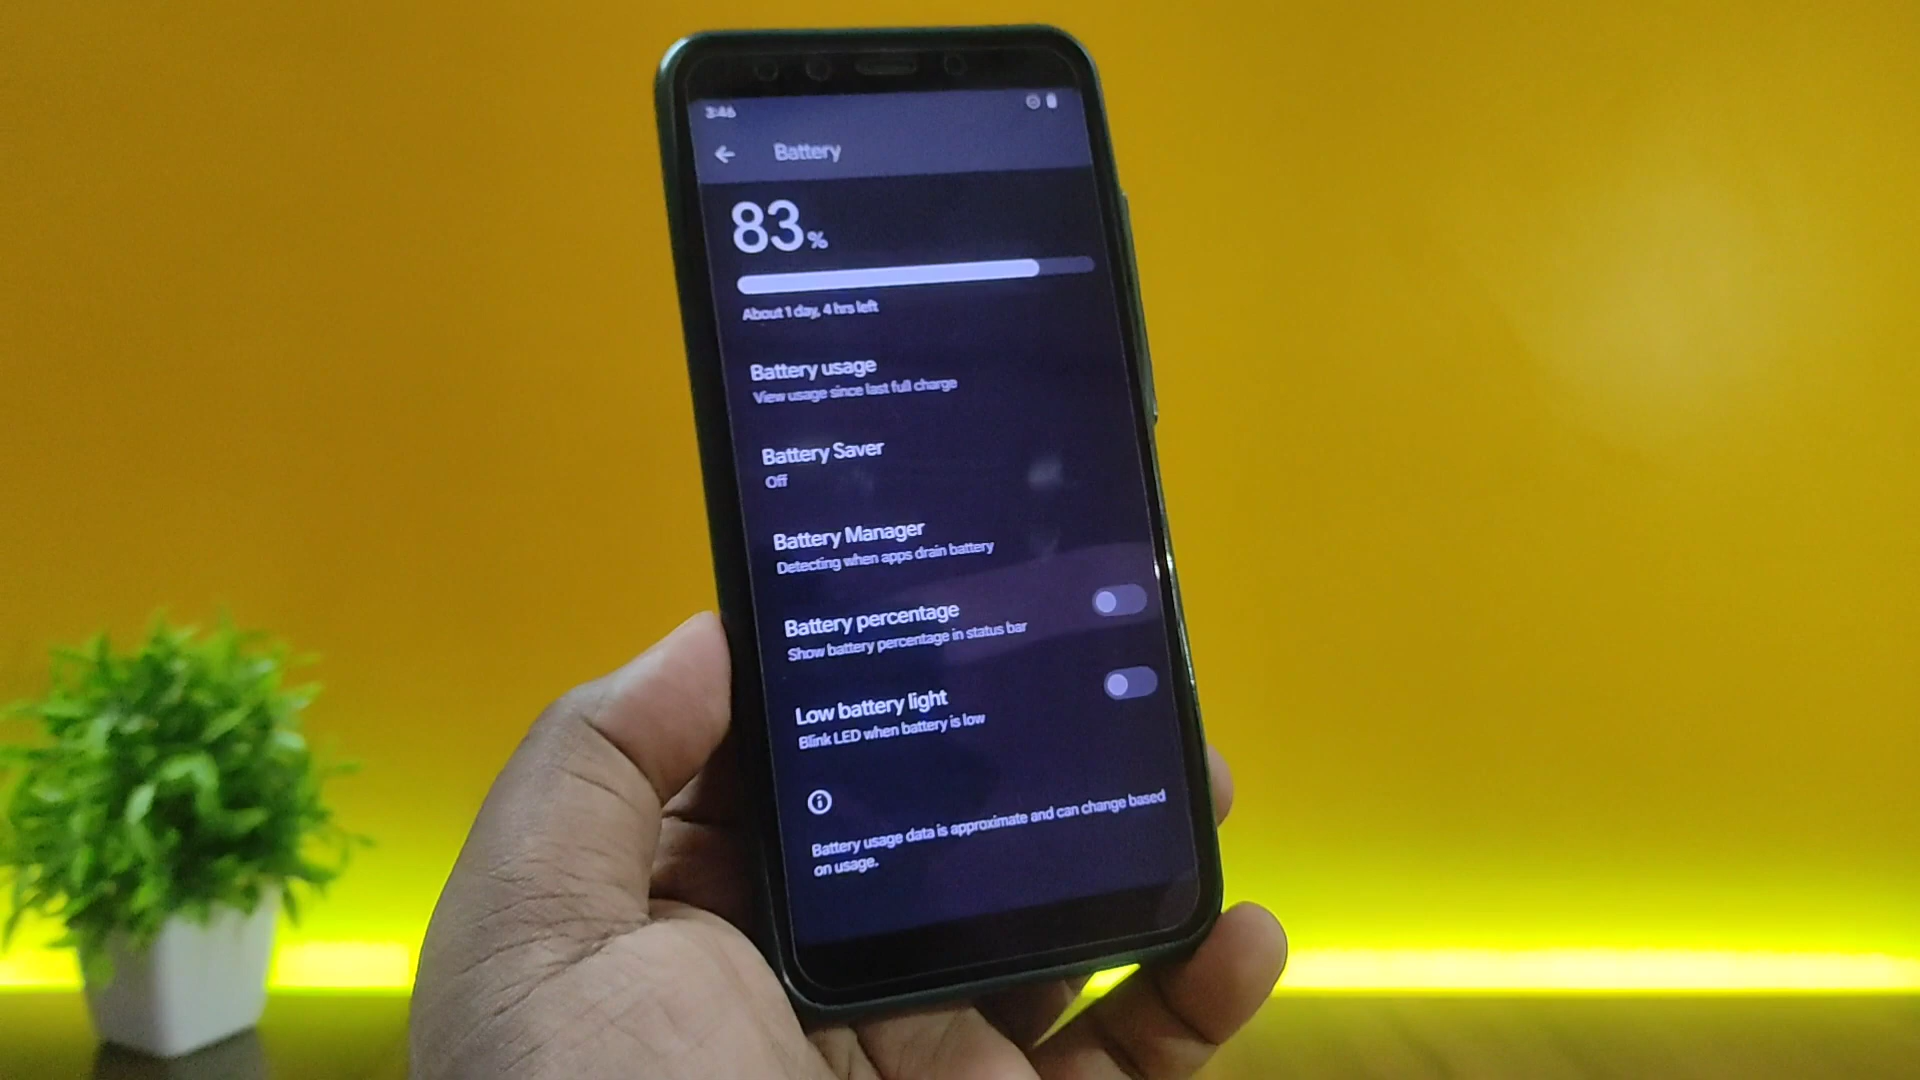 3:46
Battery
83%
About 1 day, 4 hrs left
Battery usage
View usage since last full charge
Battery Saver
Off
Battery Manager
Detecting when apps drain battery
Battery percentage
Show battery percentage in status bar
Low battery light
Blink LED when battery is low
Battery usage data is approximate and can change based
on usage.